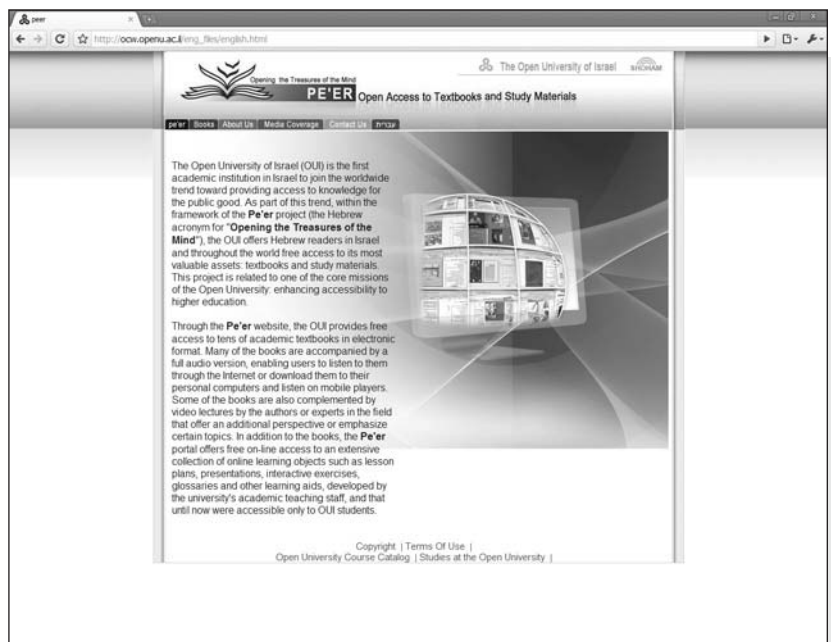 peer
http://ocw.openu.ac.il/eng_files/english.html
The Open University of Israel
SHOHAM
Opening the Treasures of the Mind
PE'ER Open Access to Textbooks and Study Materials
pe'er Books About Us Media Coverage Contact Us עברית
The Open University of Israel (OUI) is the first
academic institution in Israel to join the worldwide
trend toward providing access to knowledge for
the public good. As part of this trend, within the
framework of the Pe'er project (the Hebrew
acronym for "Opening the Treasures of the
Mind"), the OUI offers Hebrew readers in Israel
and throughout the world free access to its most
valuable assets: textbooks and study materials.
This project is related to one of the core missions
of the Open University: enhancing accessibility to
higher education.
Through the Pe'er website, the OUI provides free
access to tens of academic textbooks in electronic
format. Many of the books are accompanied by a
full audio version, enabling users to listen to them
through the Internet or download them to their
personal computers and listen on mobile players.
Some of the books are also complemented by
video lectures by the authors or experts in the field
that offer an additional perspective or emphasize
certain topics. In addition to the books, the Pe'er
portal offers free on-line access to an extensive
collection of online learning objects such as lesson
plans, presentations, interactive exercises,
glossaries and other learning aids, developed by
the university's academic teaching staff, and that
until now were accessible only to OUI students.
Copyright | Terms Of Use |
Open University Course Catalog | Studies at the Open University |